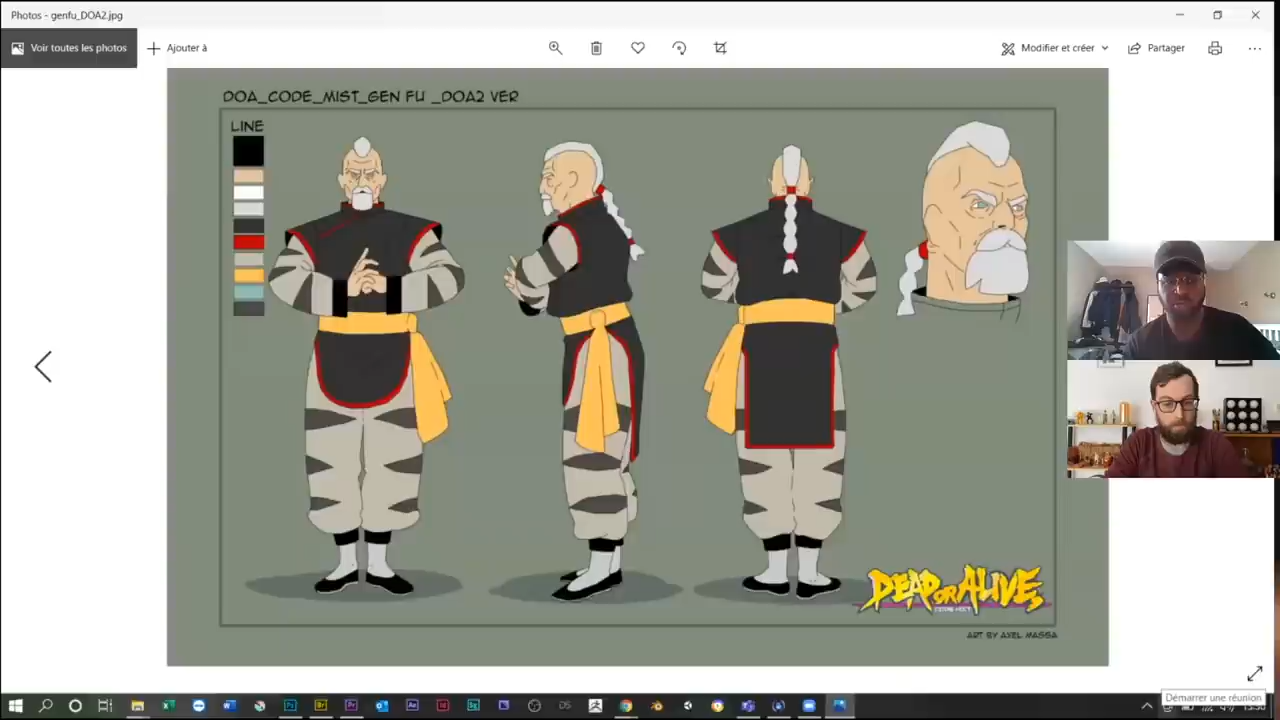 Photos - genfu_DOA2.jpg
Voir toutes les photos
Ajouter à
Modifier et créer
Partager
DOA_CODE_MIST_GEN FU _DOA2 VER
LINE
DEAD OR ALIVE
ART BY AXEL MASSA
Démarrer une réunion